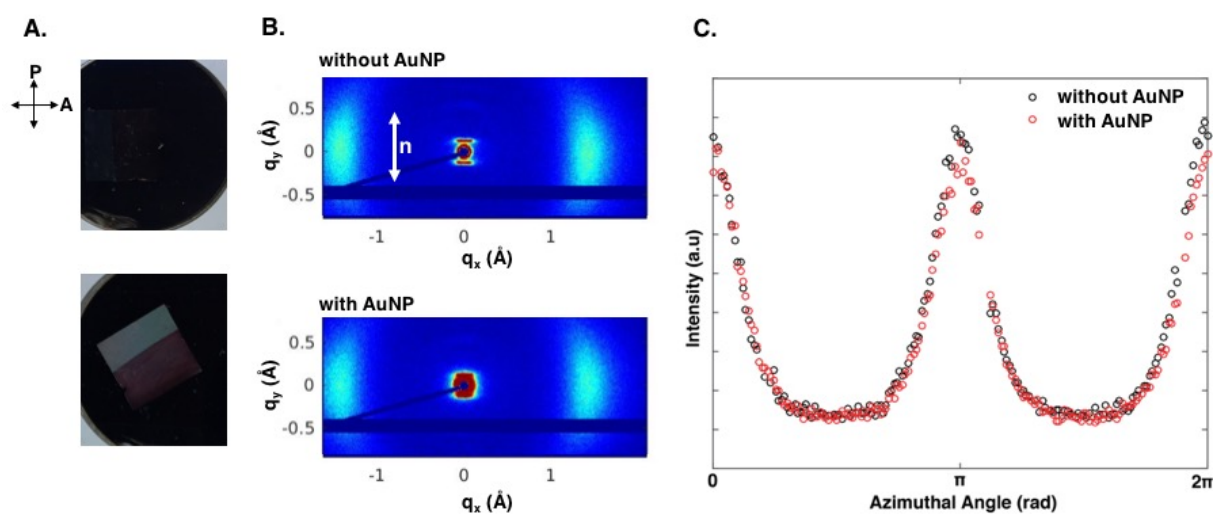 A.
P
A
B.
without AuNP
0.5
0
-0.5
qy (Å)
n
-1
0
1
qx (Å)
with AuNP
0.5
0
-0.5
qy (Å)
-1
0
1
qx (Å)
C.
without AuNP
with AuNP
Intensity (a.u)
0
π
2π
Azimuthal Angle (rad)